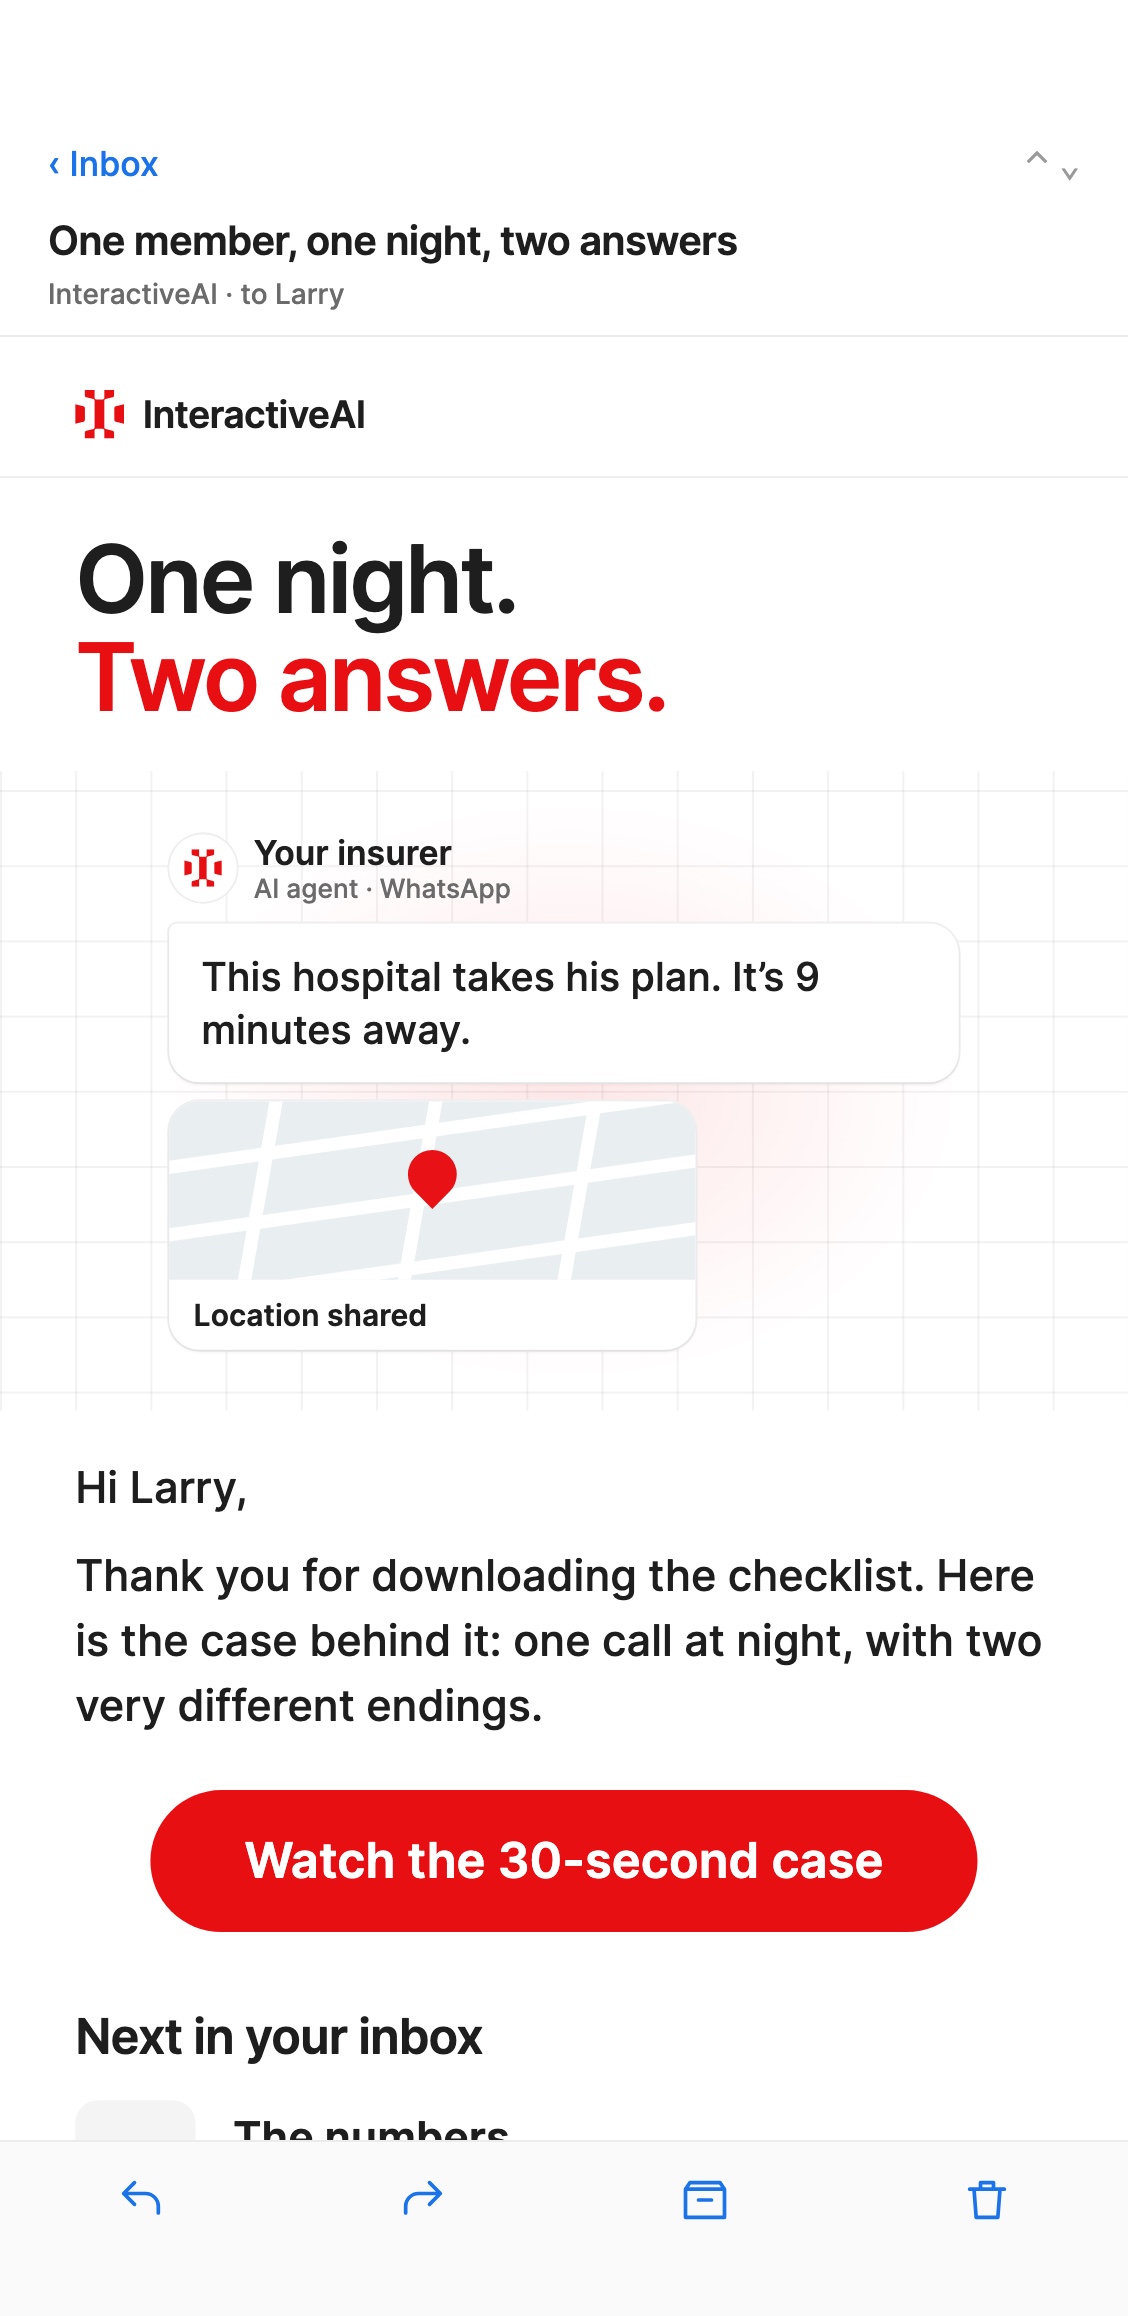 ‹ Inbox
One member, one night, two answers
InteractiveAI · to Larry
InteractiveAI
One night.
Two answers.
Your insurer
AI agent · WhatsApp
This hospital takes his plan. It’s 9
minutes away.
Location shared
Hi Larry,
Thank you for downloading the checklist. Here
is the case behind it: one call at night, with two
very different endings.
Watch the 30-second case
Next in your inbox
The numbers